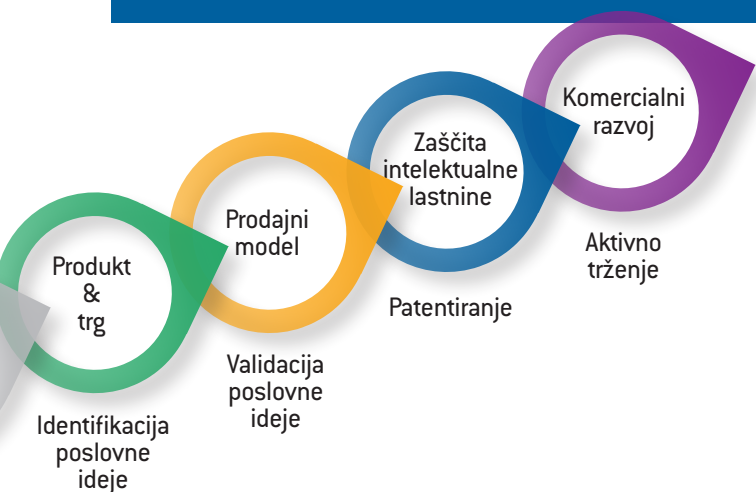 Produkt
&
trg
Identifikacija
poslovne
ideje
Prodajni
model
Validacija
poslovne
ideje
Zaščita
intelektualne
lastnine
Patentiranje
Komercialni
razvoj
Aktivno
trženje